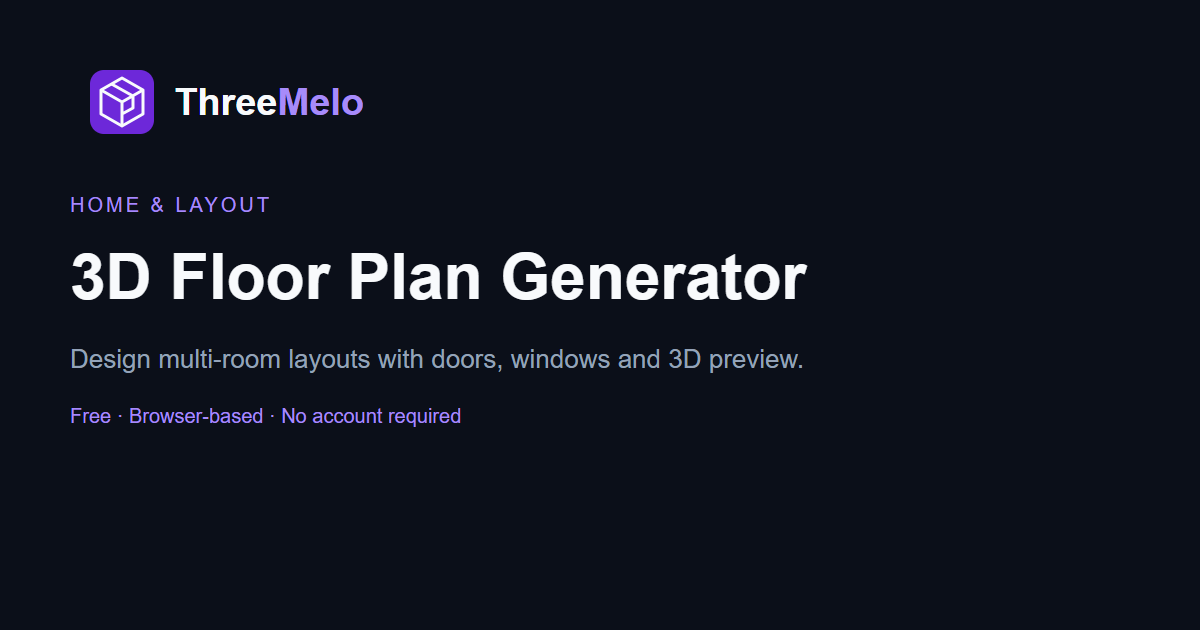 ThreeMelo
HOME & LAYOUT
3D Floor Plan Generator
Design multi-room layouts with doors, windows and 3D preview.
Free · Browser-based · No account required